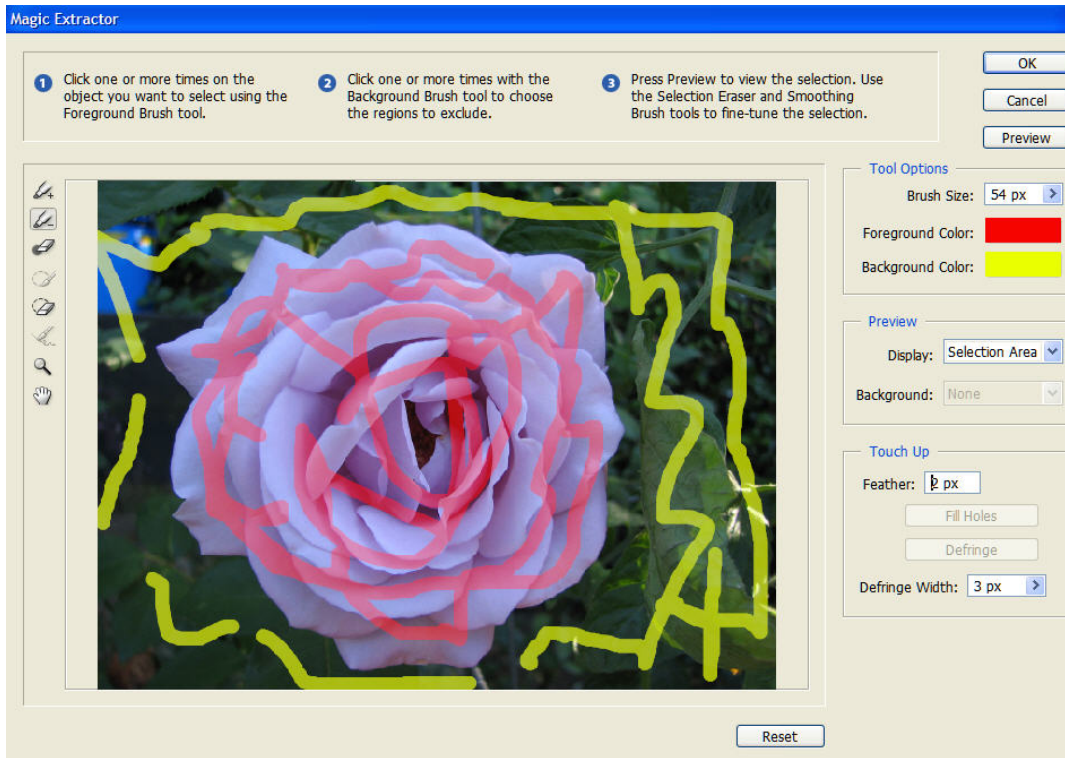 Magic Extractor
1 Click one or more times on the
object you want to select using the
Foreground Brush tool.
2 Click one or more times with the
Background Brush tool to choose
the regions to exclude.
3 Press Preview to view the selection. Use
the Selection Eraser and Smoothing
Brush tools to fine-tune the selection.
OK
Cancel
Preview
Tool Options
Brush Size: 54 px
Foreground Color:
Background Color:
Preview
Display: Selection Area
Background: None
Touch Up
Feather: 2 px
Fill Holes
Defringe
Defringe Width: 3 px
Reset